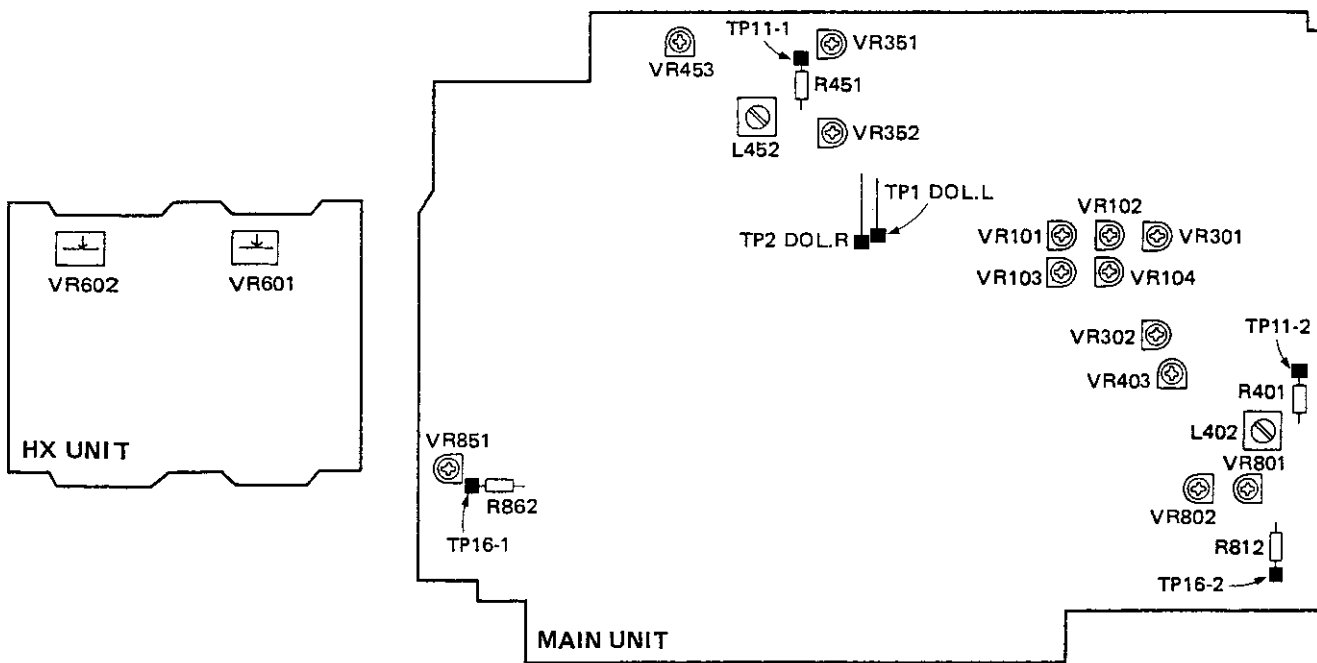 TP11-1
VR351
VR453
R451
L452
VR352
TP1 DOL.L
TP2 DOL.R
VR102
VR101
VR301
VR103
VR104
VR602
VR601
VR302
TP11-2
VR403
R401
L402
HX UNIT
VR851
VR801
R862
VR802
TP16-1
R812
TP16-2
MAIN UNIT